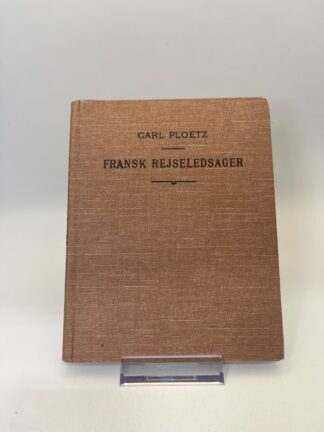 CARL PLOETZ
FRANSK REJSELEDSAGER